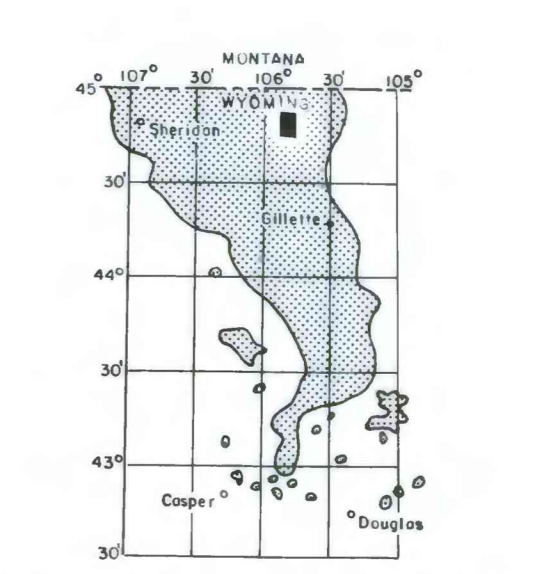 MONTANA
107° 30' 106° 30' 105°
45°
WYOMING
Sheridan
30'
Gillette
44°
30'
43°
Casper
Douglas
30'